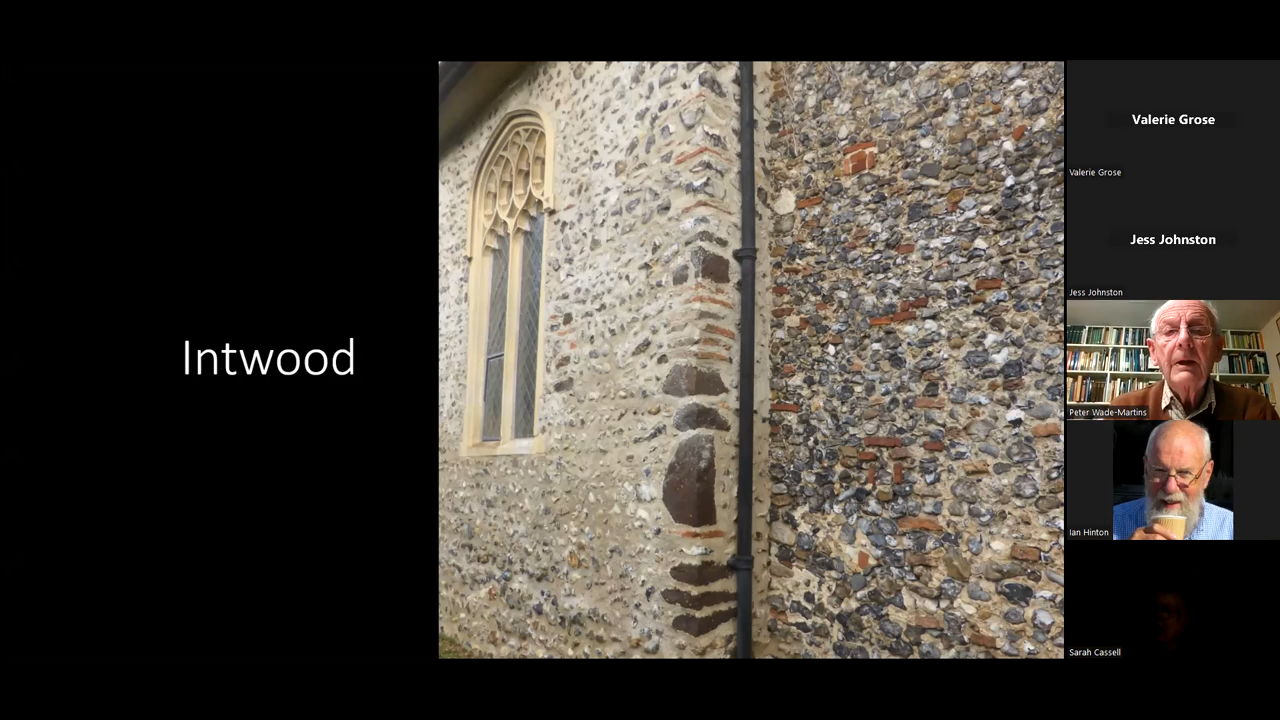 Intwood
Valerie Grose
Valerie Grose
Jess Johnston
Jess Johnston
Peter Wade-Martins
Ian Hinton
Sarah Cassell